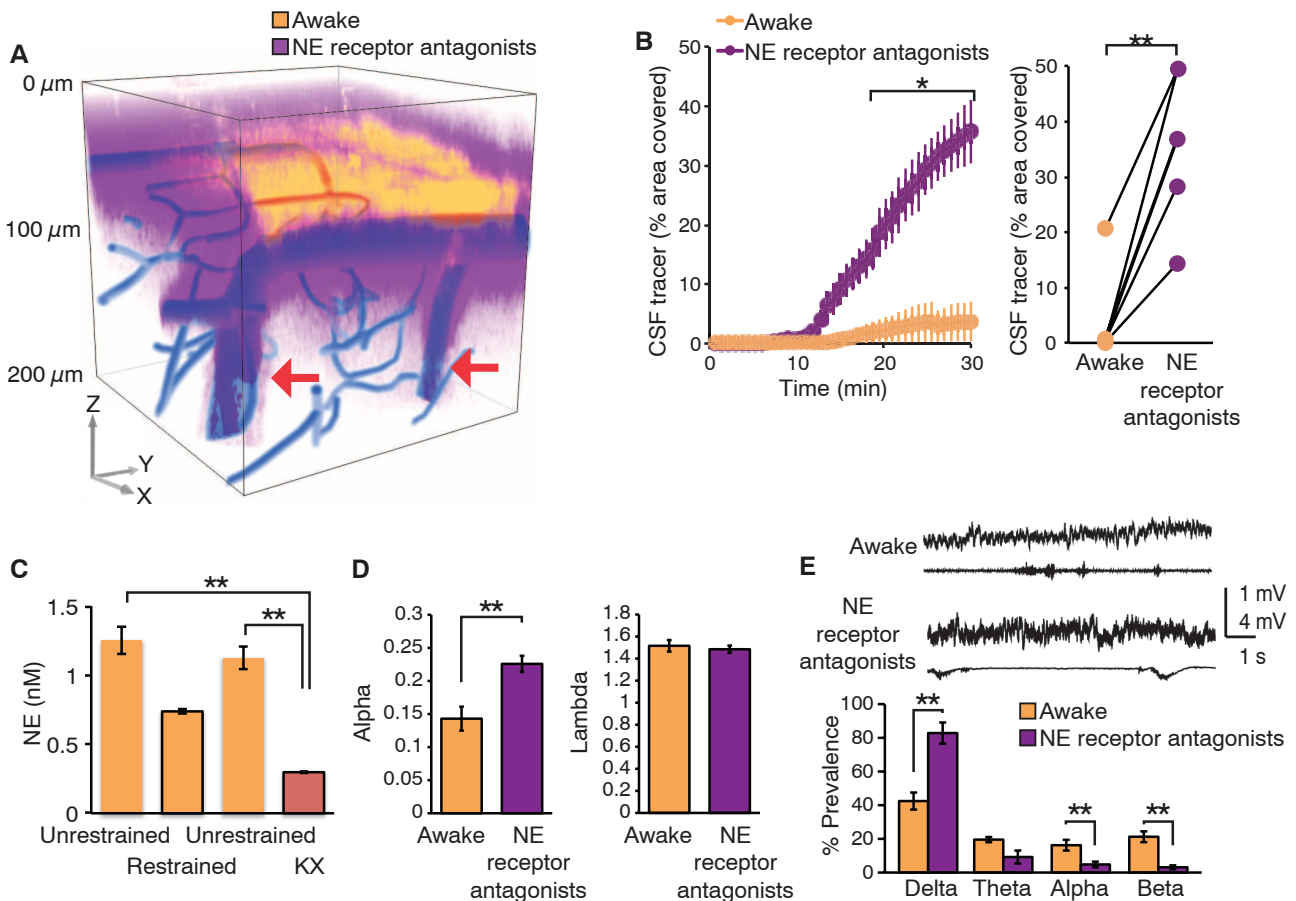 A
Awake
NE receptor antagonists
0 µm
100 µm
200 µm
Z
Y
X
B
Awake
NE receptor antagonists
CSF tracer (% area covered)
50
40
30
20
10
0
*
0
10
20
30
Time (min)
CSF tracer (% area covered)
50
40
30
20
10
0
**
Awake
NE
receptor
antagonists
C
NE (nM)
1.5
1
0.5
0
**
**
Unrestrained
Unrestrained
Restrained
KX
D
Alpha
0.3
0.25
0.2
0.15
0.1
0.05
0
**
Awake
NE
receptor
antagonists
Lambda
1.8
1.6
1.4
1.2
1
0.8
0.6
0.4
0.2
0
Awake
NE
receptor
antagonists
E
Awake
NE
receptor
antagonists
1 mV
4 mV
1 s
% Prevalence
100
80
60
40
20
0
**
**
**
Awake
NE receptor antagonists
Delta
Theta
Alpha
Beta